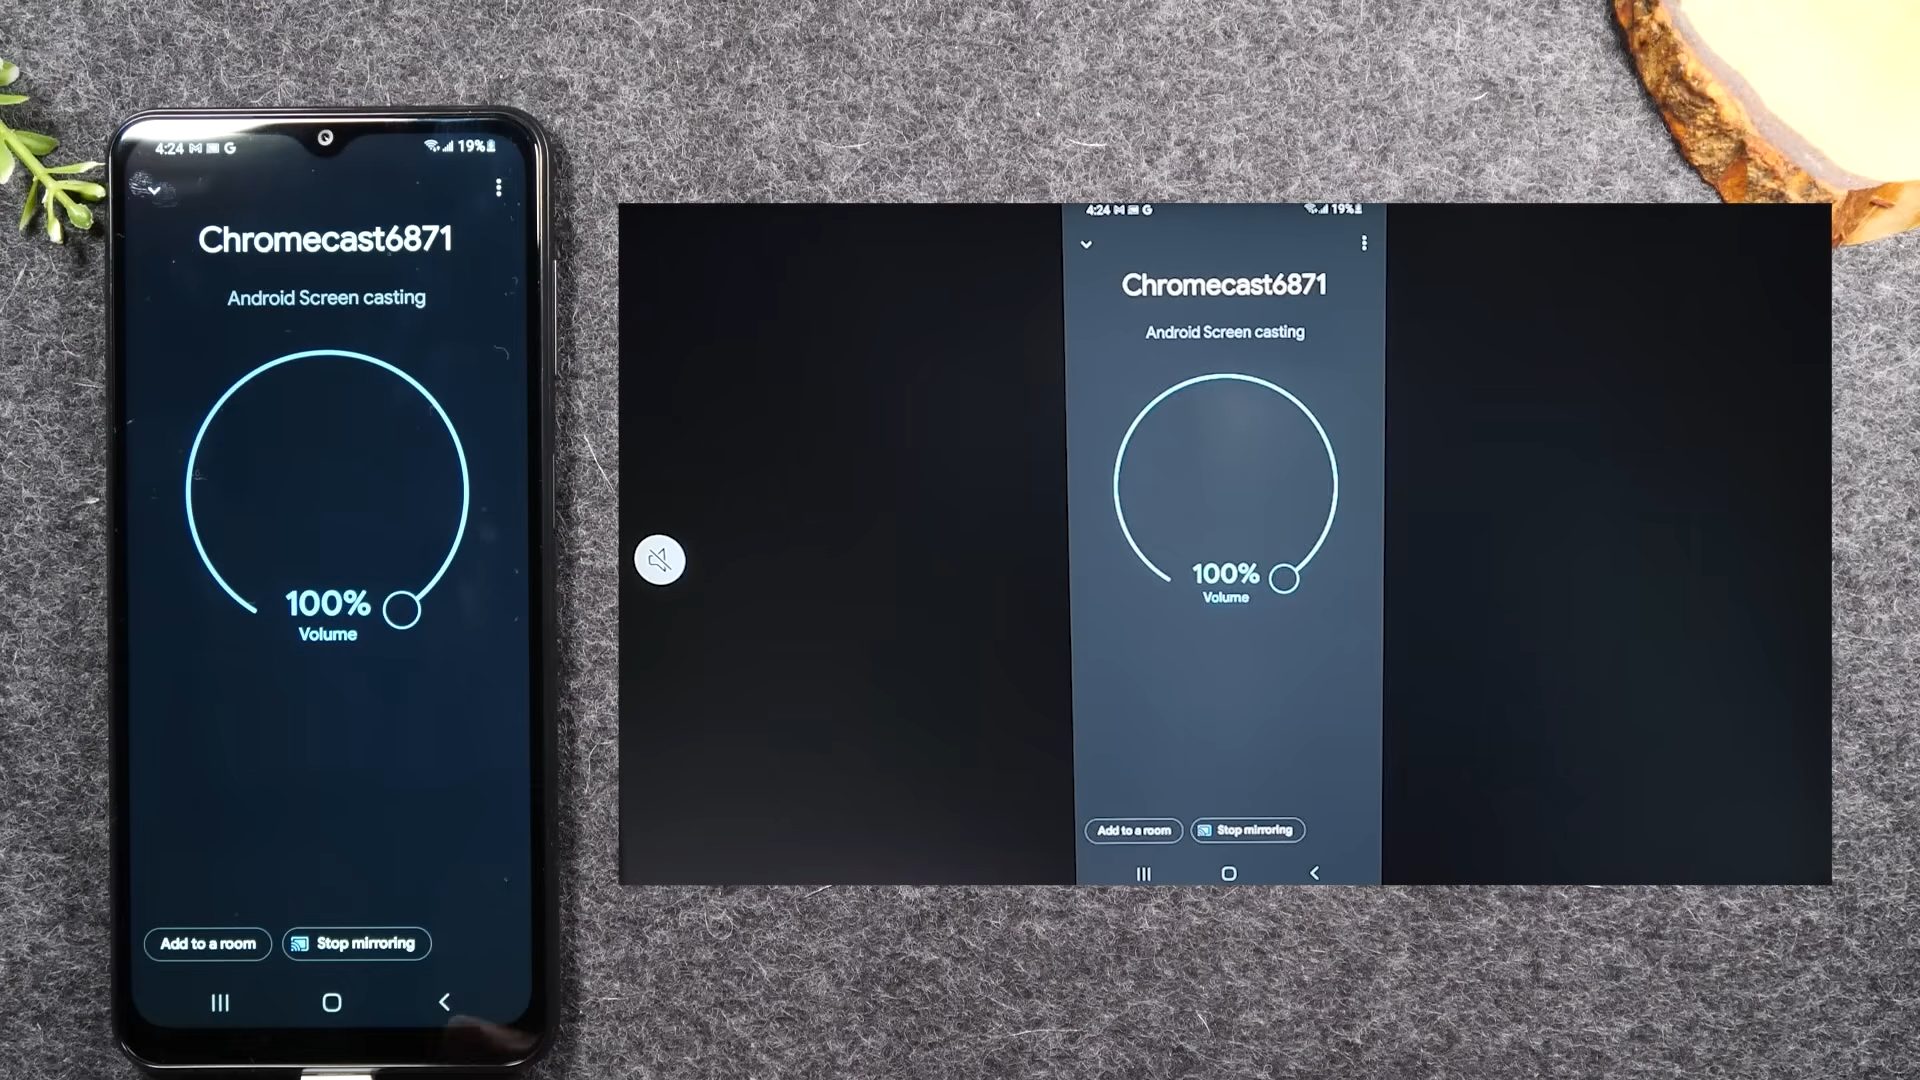 4:24 M G 19%
Chromecast6871
Android Screen casting
100%
Volume
Add to a room
Stop mirroring
4:24 M G 19%
Chromecast6871
Android Screen casting
100%
Volume
Add to a room
Stop mirroring